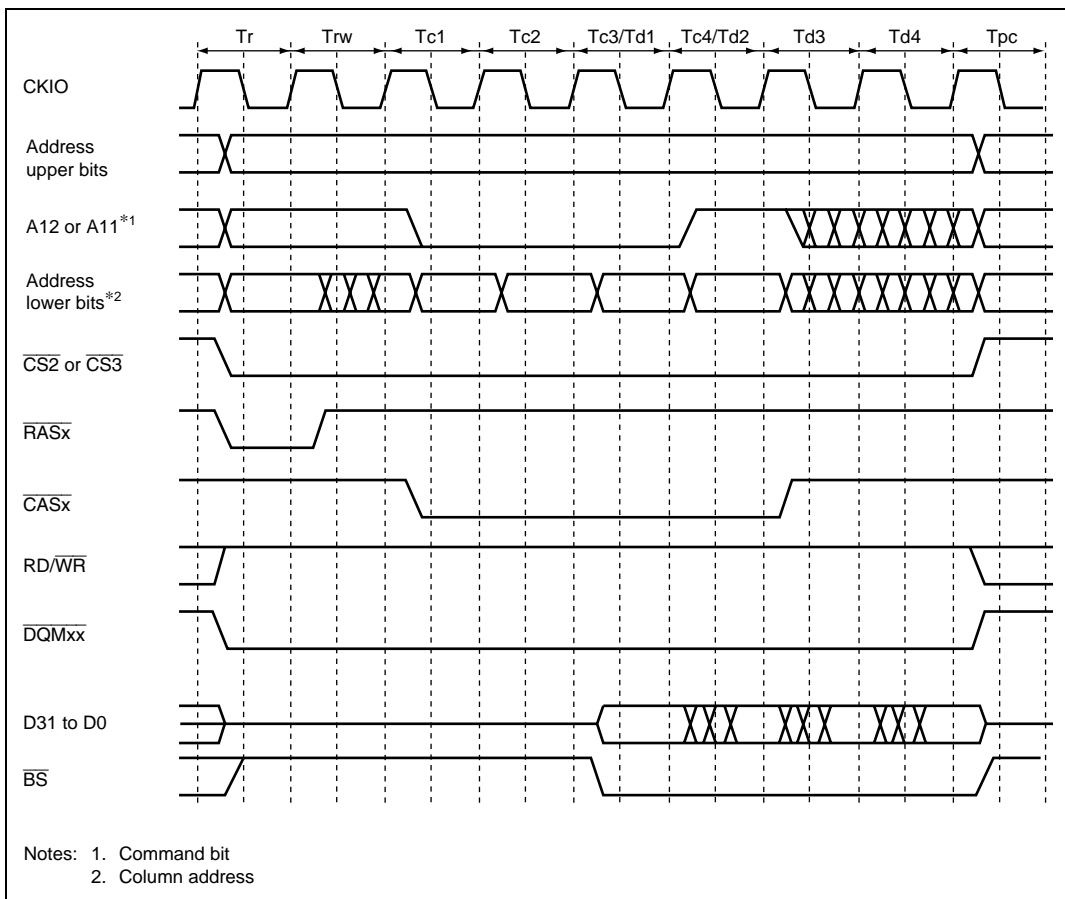 Tr Trw Tc1 Tc2 Tc3/Td1 Tc4/Td2 Td3 Td4 Tpc
CKIO
Address
upper bits
A12 or A11*1
Address
lower bits*2
CS2 or CS3
RASx
CASx
RD/WR
DQMxx
D31 to D0
BS
Notes: 1. Command bit
2. Column address